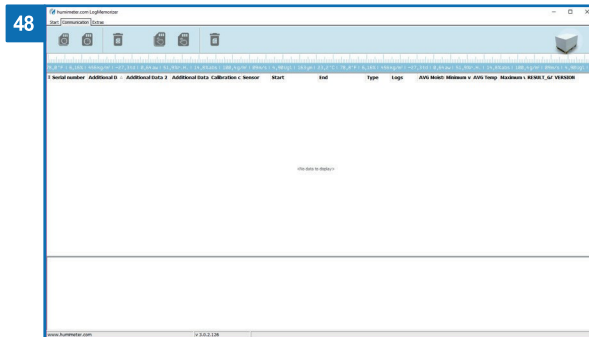 48
humimeter.com LogMemorizer
Start Communication Extras
Serial number Additional D Additional Data 2 Additional Data Calibration c Sensor Start End Type Logs AVG Moist: Minimum v AVG Temp Maximum v RESULT_G/ VERSION
<No data to display>
www.humimeter.com v 3.0.2.126